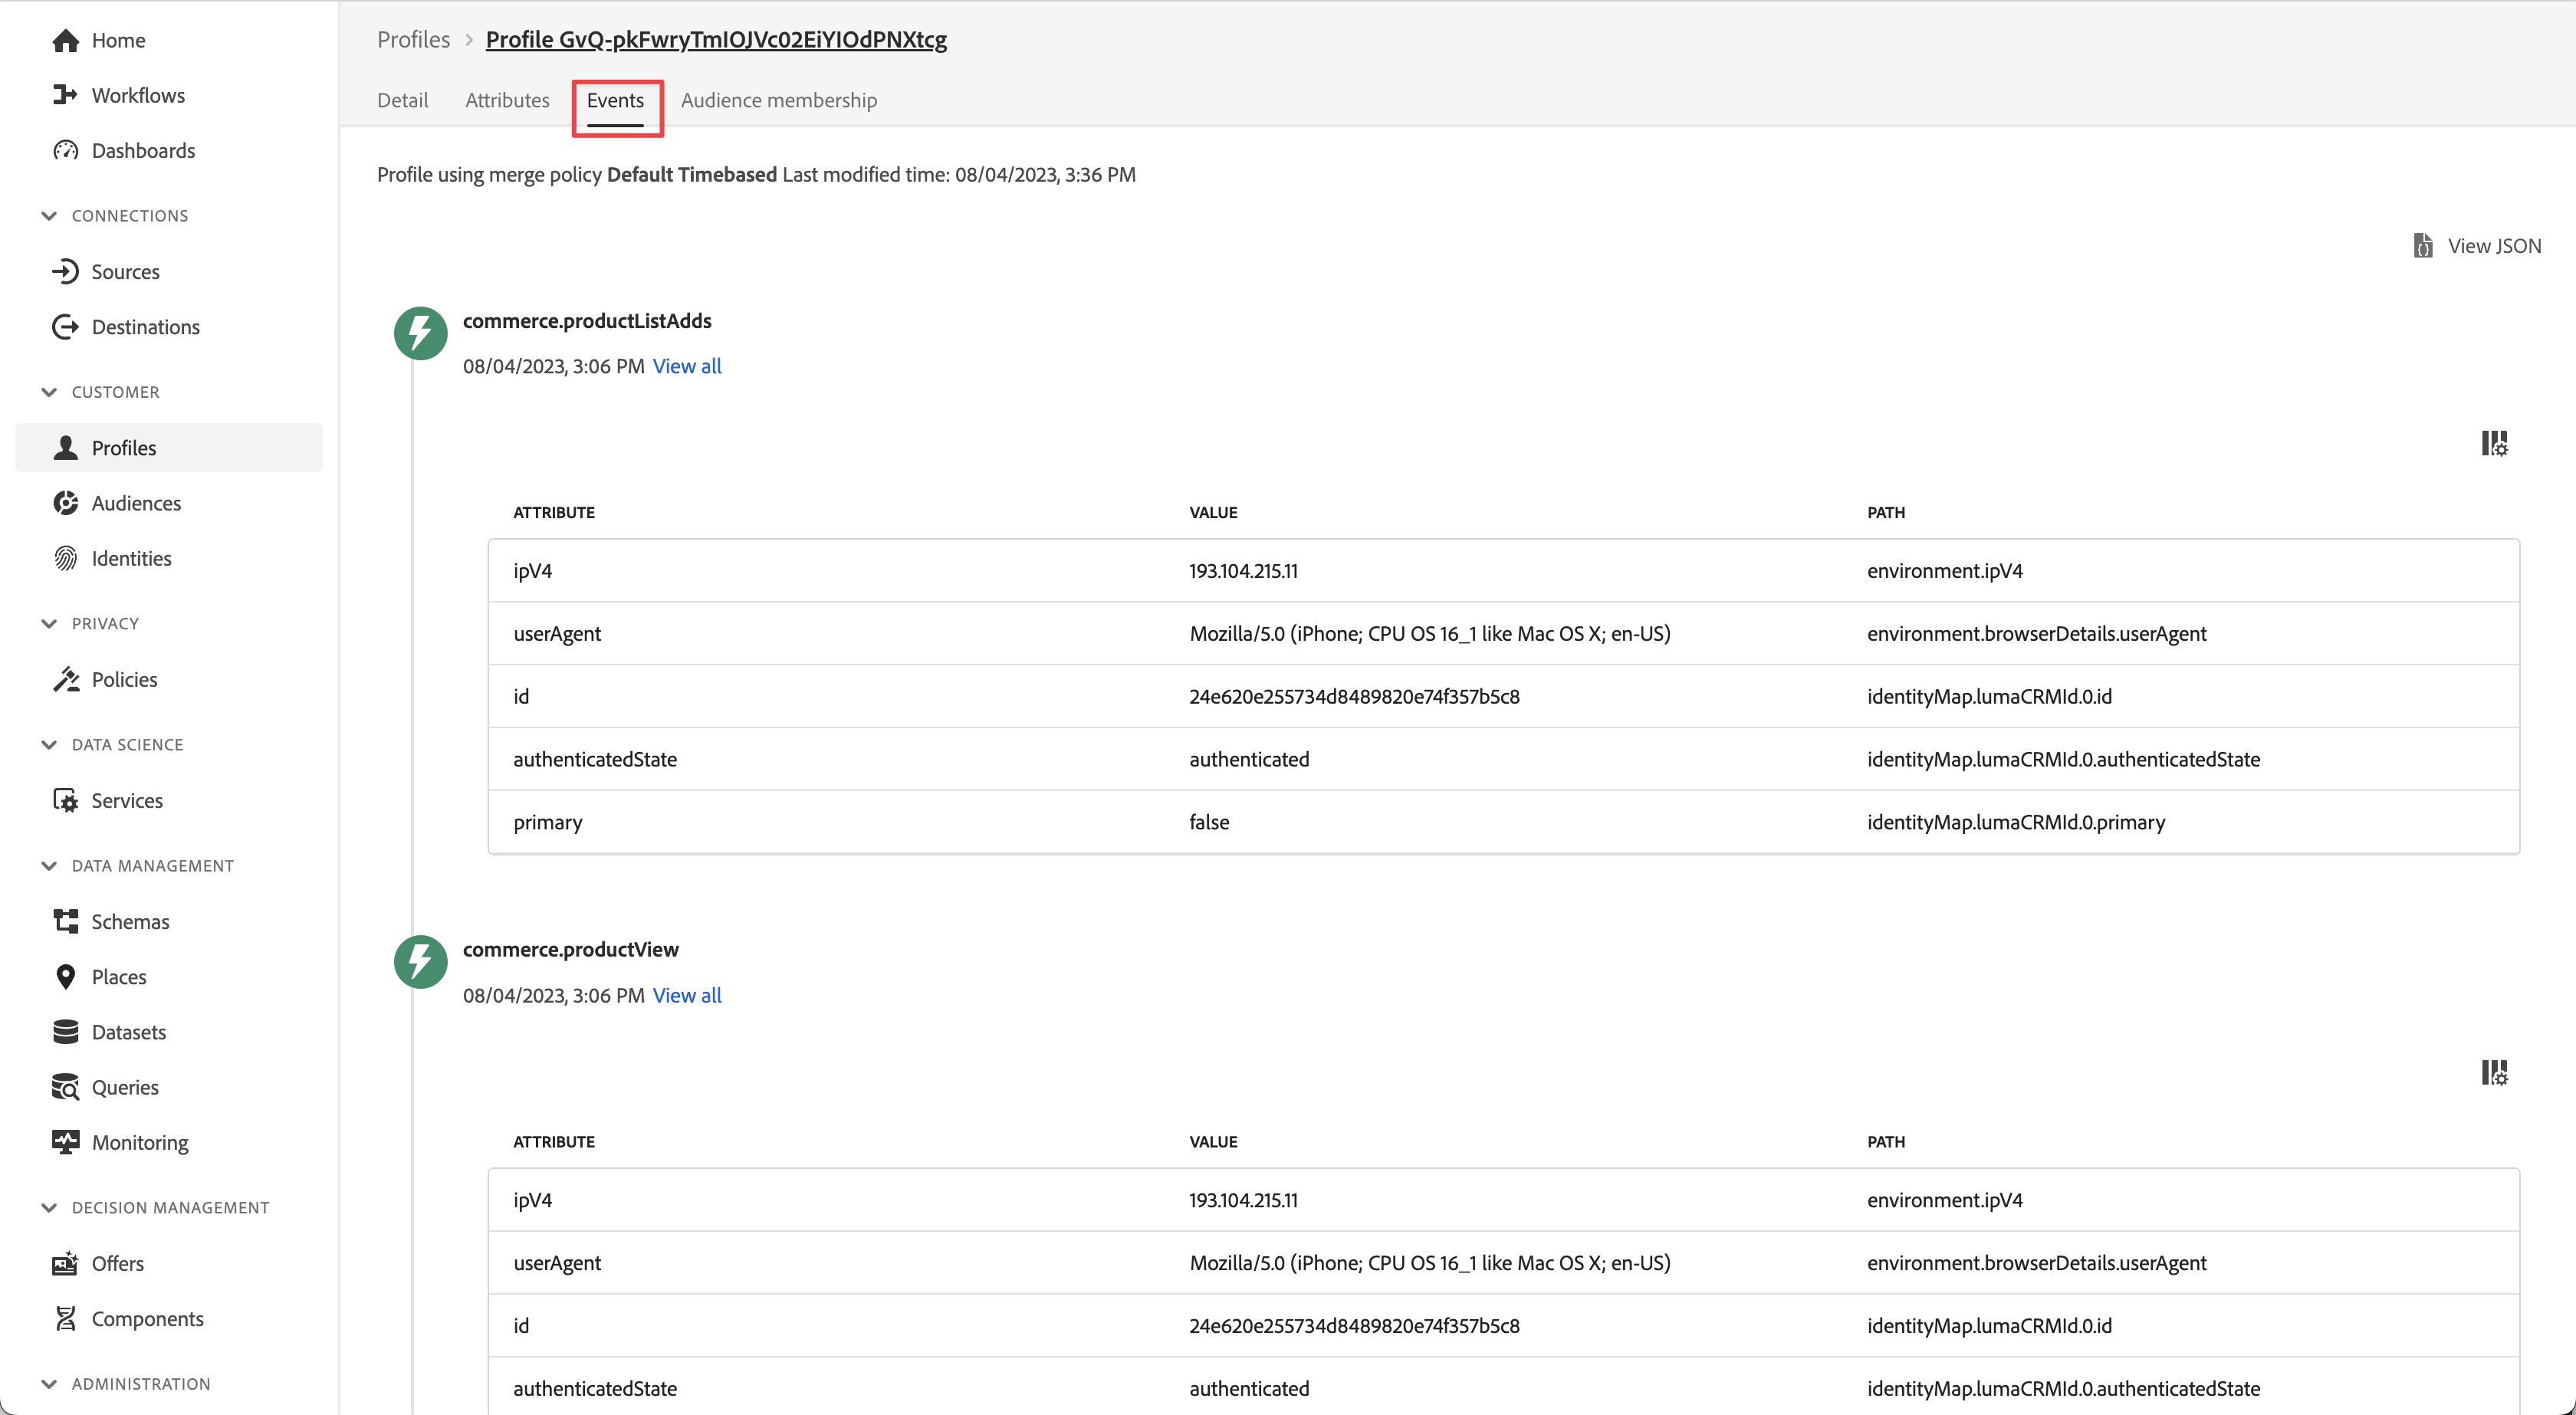 Home
Workflows
Dashboards
CONNECTIONS
Sources
Destinations
CUSTOMER
Profiles
Audiences
Identities
PRIVACY
Policies
DATA SCIENCE
Services
DATA MANAGEMENT
Schemas
Places
Datasets
Queries
Monitoring
DECISION MANAGEMENT
Offers
Components
ADMINISTRATION
Profiles > Profile GvQ-pkFwryTmIOJVc02EiYIOdPNXtcg
Detail Attributes Events Audience membership
Profile using merge policy Default Timebased Last modified time: 08/04/2023, 3:36 PM
View JSON
commerce.productListAdds
08/04/2023, 3:06 PM View all
ATTRIBUTE VALUE PATH
ipV4 193.104.215.11 environment.ipV4
userAgent Mozilla/5.0 (iPhone; CPU OS 16_1 like Mac OS X; en-US) environment.browserDetails.userAgent
id 24e620e255734d8489820e74f357b5c8 identityMap.lumaCRMId.0.id
authenticatedState authenticated identityMap.lumaCRMId.0.authenticatedState
primary false identityMap.lumaCRMId.0.primary
commerce.productView
08/04/2023, 3:06 PM View all
ATTRIBUTE VALUE PATH
ipV4 193.104.215.11 environment.ipV4
userAgent Mozilla/5.0 (iPhone; CPU OS 16_1 like Mac OS X; en-US) environment.browserDetails.userAgent
id 24e620e255734d8489820e74f357b5c8 identityMap.lumaCRMId.0.id
authenticatedState authenticated identityMap.lumaCRMId.0.authenticatedState